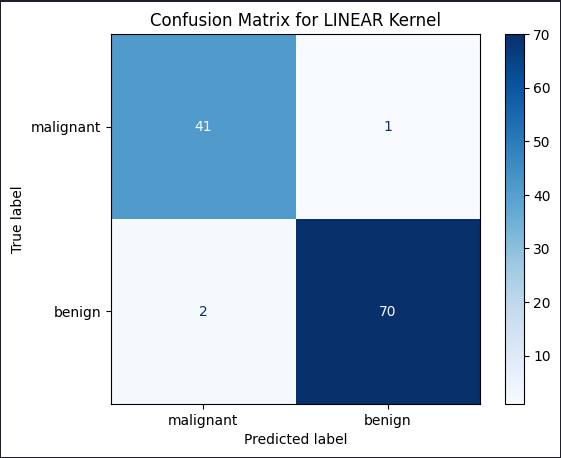 Confusion Matrix for LINEAR Kernel
True label
malignant
41
1
benign
2
70
malignant
benign
Predicted label
70
60
50
40
30
20
10